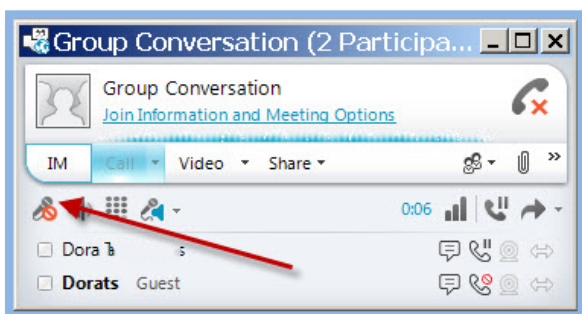 Group Conversation (2 Participa...
Group Conversation
Join Information and Meeting Options
IM Call Video Share
0:06
Dora
Dorats Guest